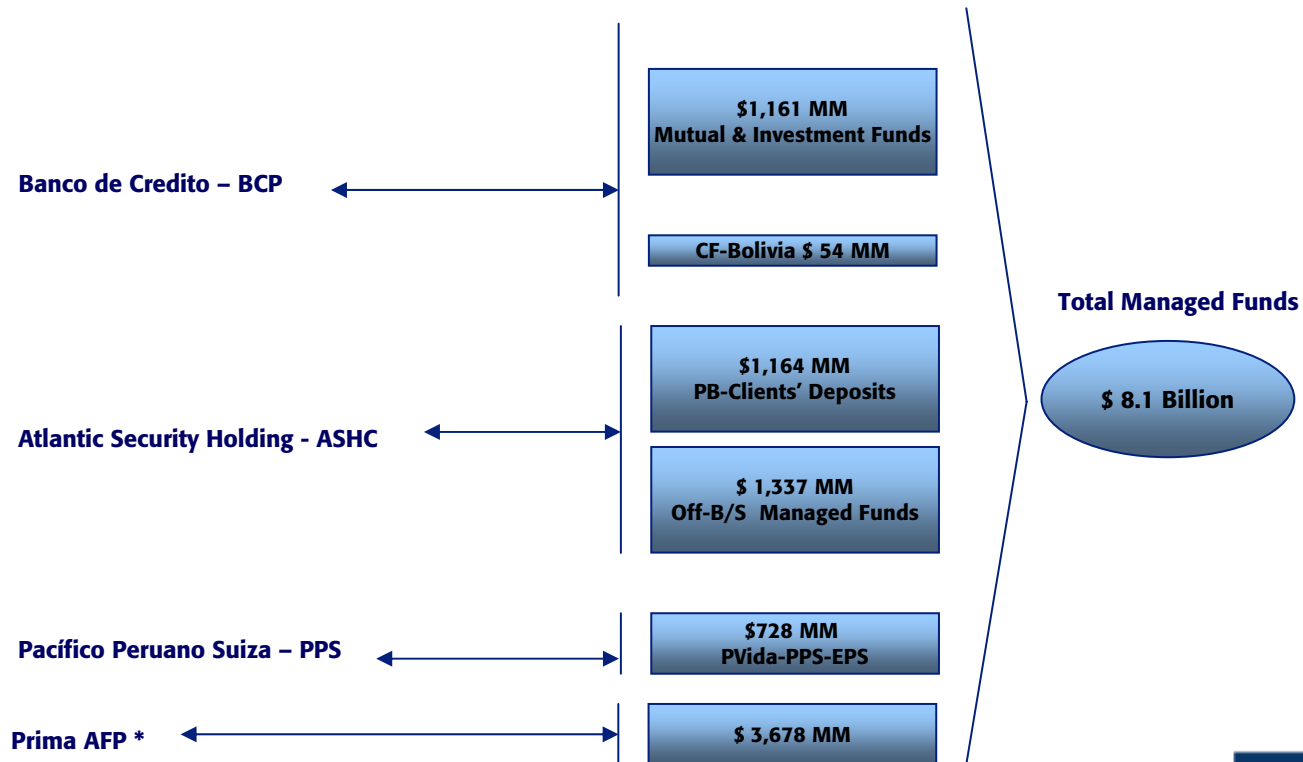 Banco de Credito – BCP
$1,161 MM
Mutual & Investment Funds
CF-Bolivia $ 54 MM
Atlantic Security Holding - ASHC
$1,164 MM
PB-Clients’ Deposits
$ 1,337 MM
Off-B/S Managed Funds
Pacífico Peruano Suiza – PPS
$728 MM
PVida-PPS-EPS
Prima AFP *
$ 3,678 MM
Total Managed Funds
$ 8.1 Billion